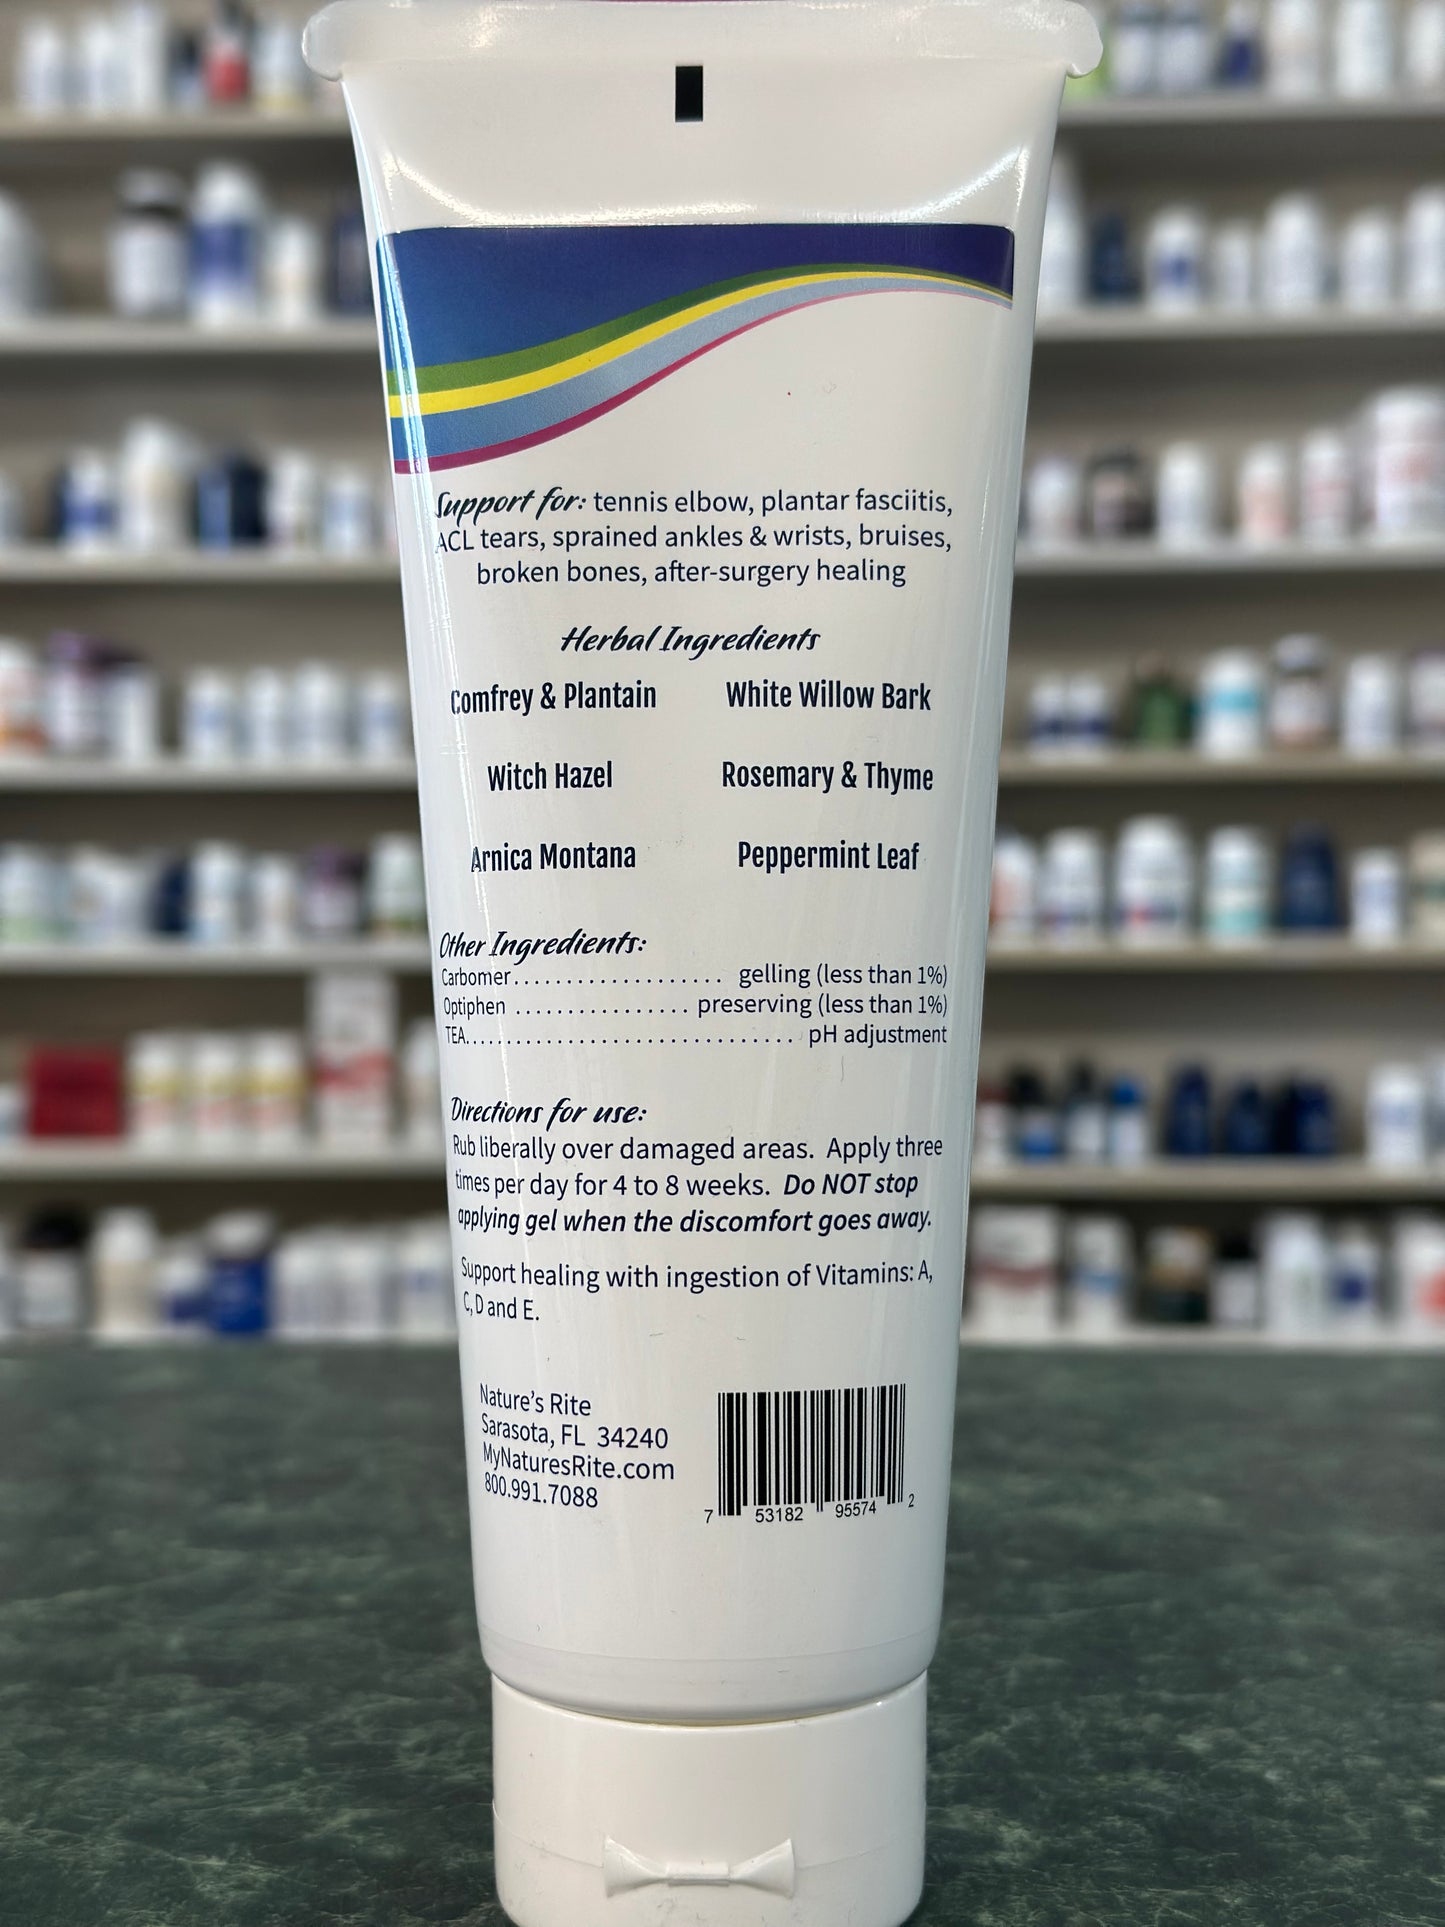 Support for: tennis elbow, plantar fasciitis,
ACL tears, sprained ankles & wrists, bruises,
broken bones, after-surgery healing
Herbal Ingredients
Comfrey & Plantain White Willow Bark
Witch Hazel Rosemary & Thyme
Arnica Montana Peppermint Leaf
Other Ingredients:
Carbomer.................... gelling (less than 1%)
Optiphen ................. preserving (less than 1%)
TEA................................ pH adjustment
Directions for use:
Rub liberally over damaged areas. Apply three
times per day for 4 to 8 weeks. Do NOT stop
applying gel when the discomfort goes away.
Support healing with ingestion of Vitamins: A,
C, D and E.
Nature's Rite
Sarasota, FL 34240
MyNaturesRite.com
800.991.7088
7 53182 95574 2